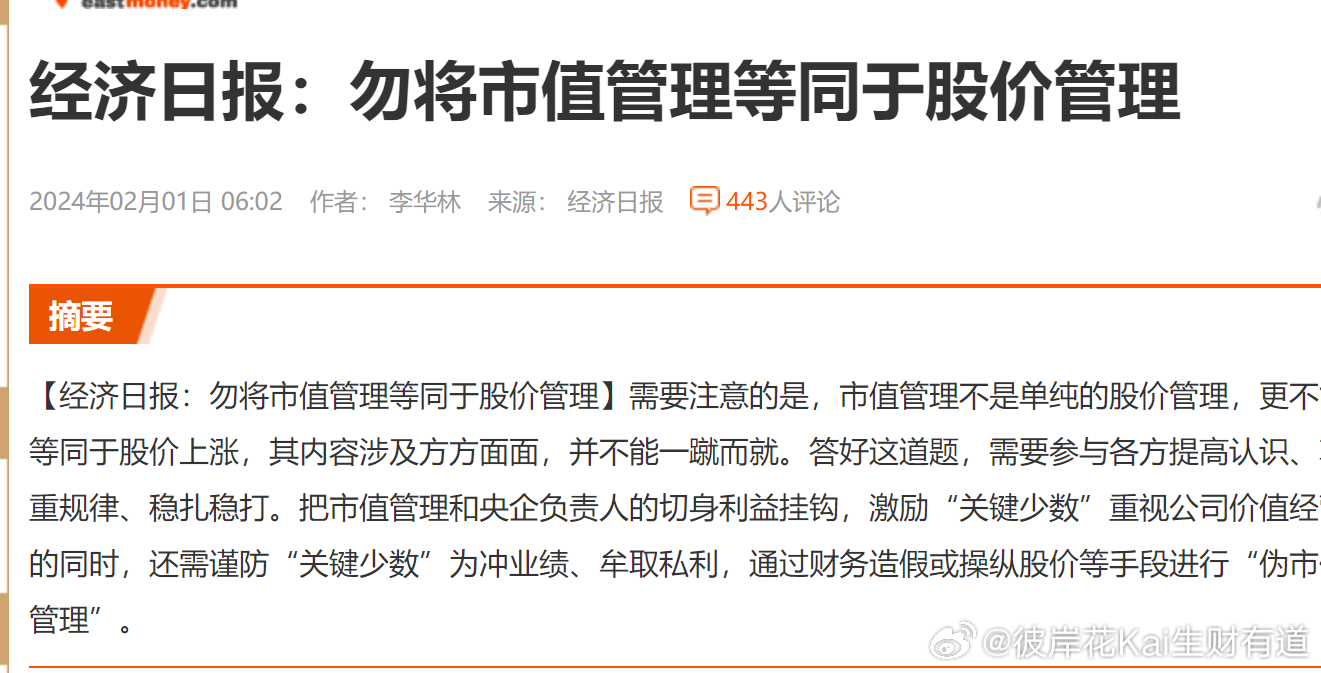 eastmoney.com
经济日报：勿将市值管理等同于股价管理
2024年02月01日 06:02 作者： 李华林 来源： 经济日报 443人评论
摘要
【经济日报：勿将市值管理等同于股价管理】需要注意的是，市值管理不是单纯的股价管理，更不
等同于股价上涨，其内容涉及方方面面，并不能一蹴而就。答好这道题，需要参与各方提高认识、
重规律、稳扎稳打。把市值管理和央企负责人的切身利益挂钩，激励“关键少数”重视公司价值经
的同时，还需谨防“关键少数”为冲业绩、牟取私利，通过财务造假或操纵股价等手段进行“伪市
管理”。
@彼岸花Kai生财有道